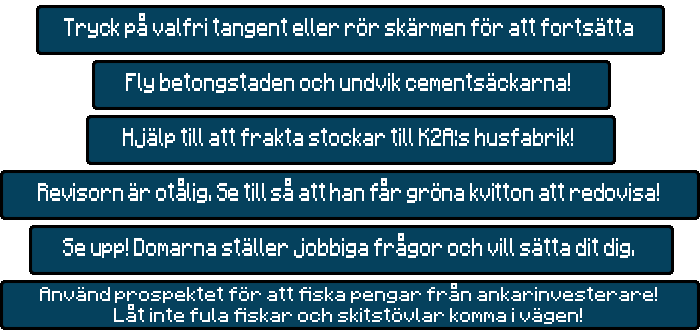 Tryck på valfri tangent eller rör skärmen för att fortsätta
Fly betongstaden och undvik cementsäckarna!
Hjälp till att frakta stockar till K2A:s husfabrik!
Revisorn är otålig. Se till så att han får gröna kvitton att redovisa!
Se upp! Domarna ställer jobbiga frågor och vill sätta dit dig.
Använd prospektet för att fiska pengar från ankarinvesterare!
Låt inte fula fiskar och skitstövlar komma i vägen!